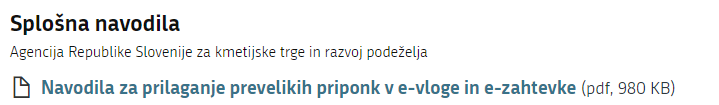 Splošna navodila
Agencija Republike Slovenije za kmetijske trge in razvoj podeželja
Navodila za prilaganje prevelikih priponk v e-vloge in e-zahtevke (pdf, 980 KB)